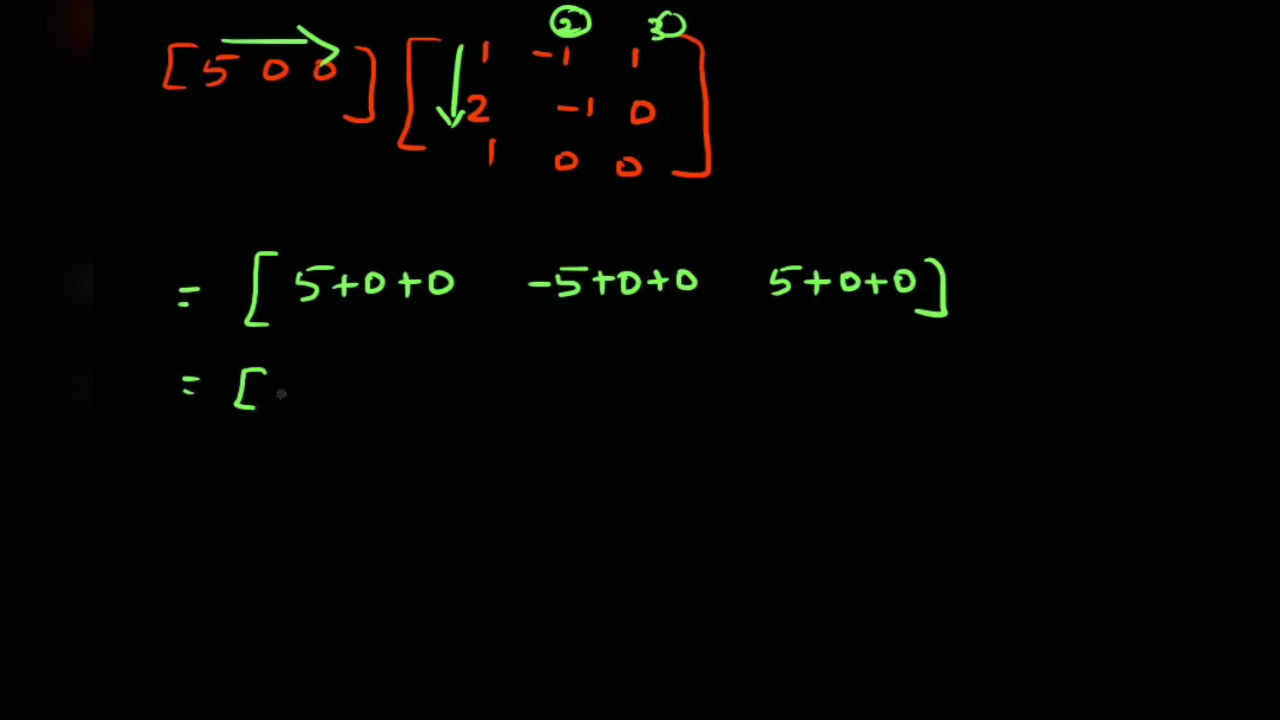 ② ③
[5 0 0] [1 -1 1
2 -1 0
1 0 0]
= [5+0+0 -5+0+0 5+0+0]
= [